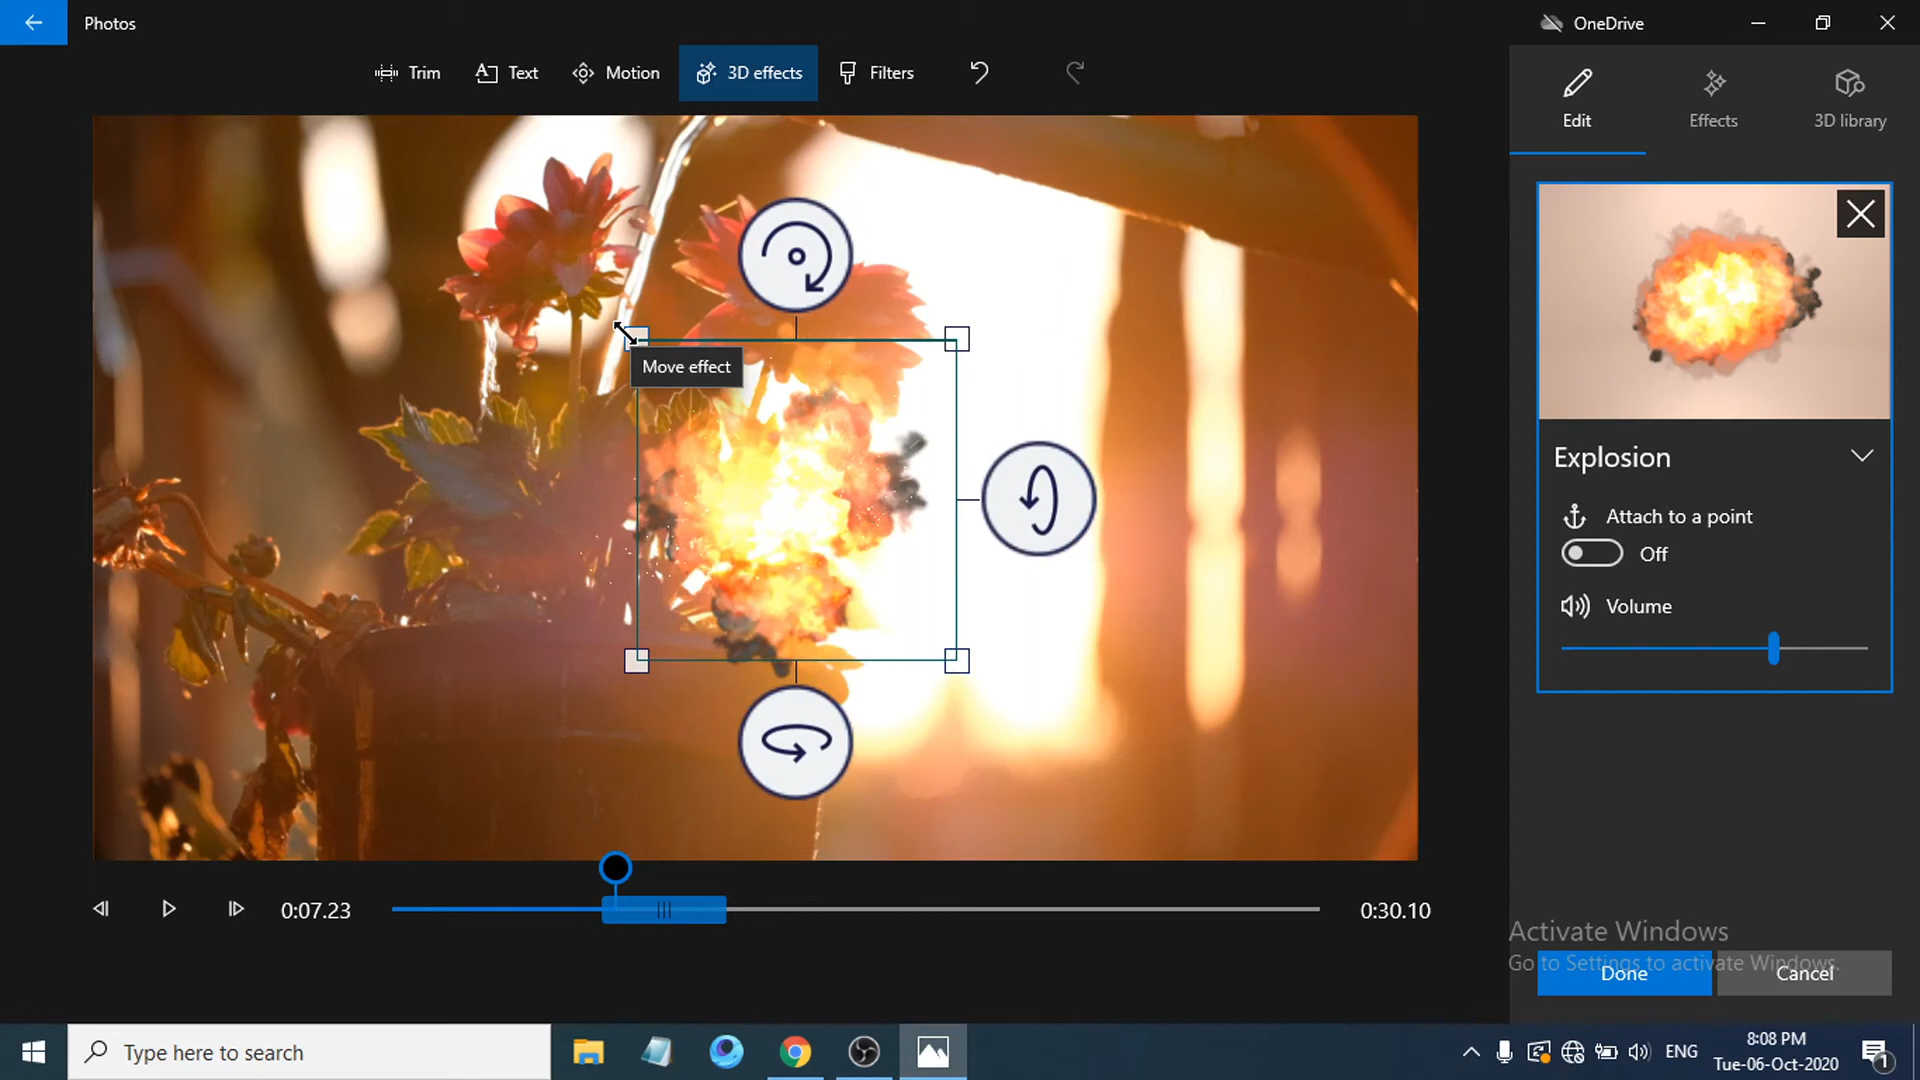 Photos
OneDrive
Trim
Text
Motion
3D effects
Filters
Edit
Effects
3D library
Move effect
Explosion
Attach to a point
Off
Volume
0:07.23
0:30.10
Activate Windows
Go to Settings to activate Windows.
Done
Cancel
Type here to search
ENG
8:08 PM
Tue-06-Oct-2020
1